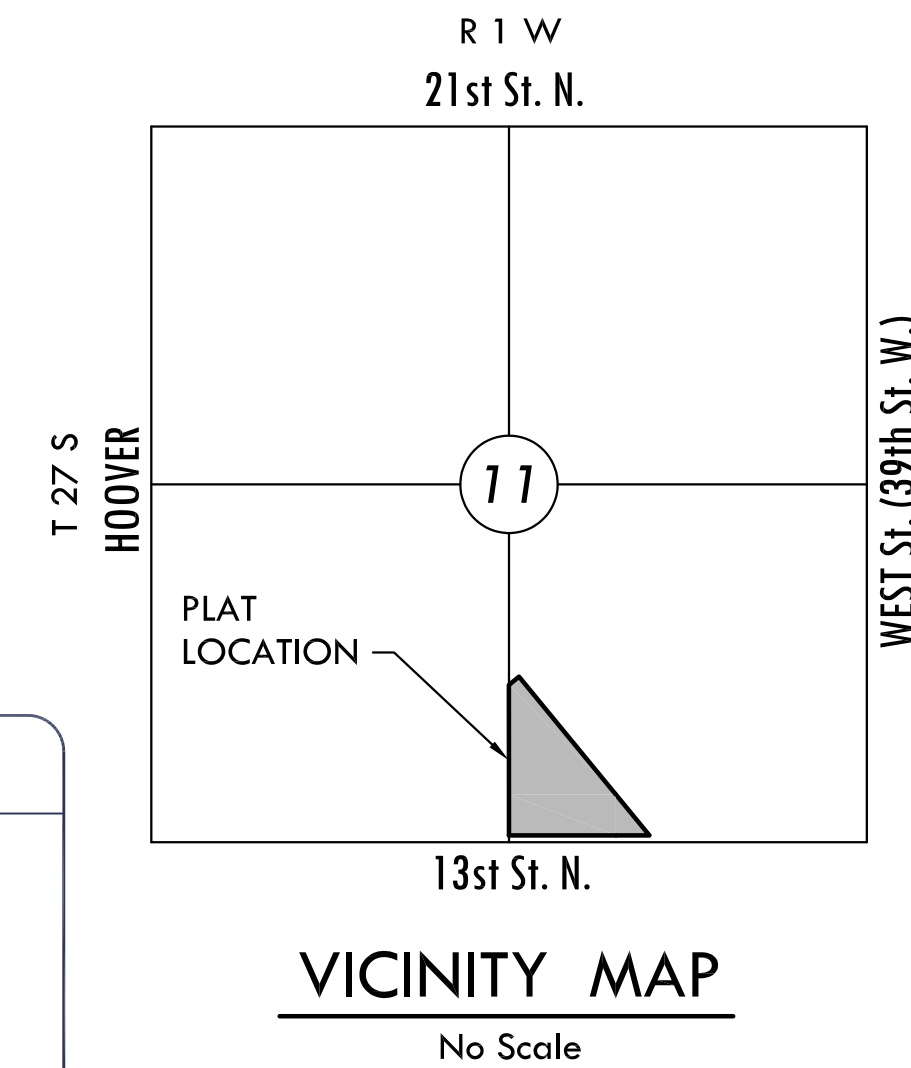 R 1 W
21st St. N.
T 27 S
HOOVER
11
WEST St. (39th St. W.)
PLAT
LOCATION
13st St. N.
VICINITY MAP
No Scale